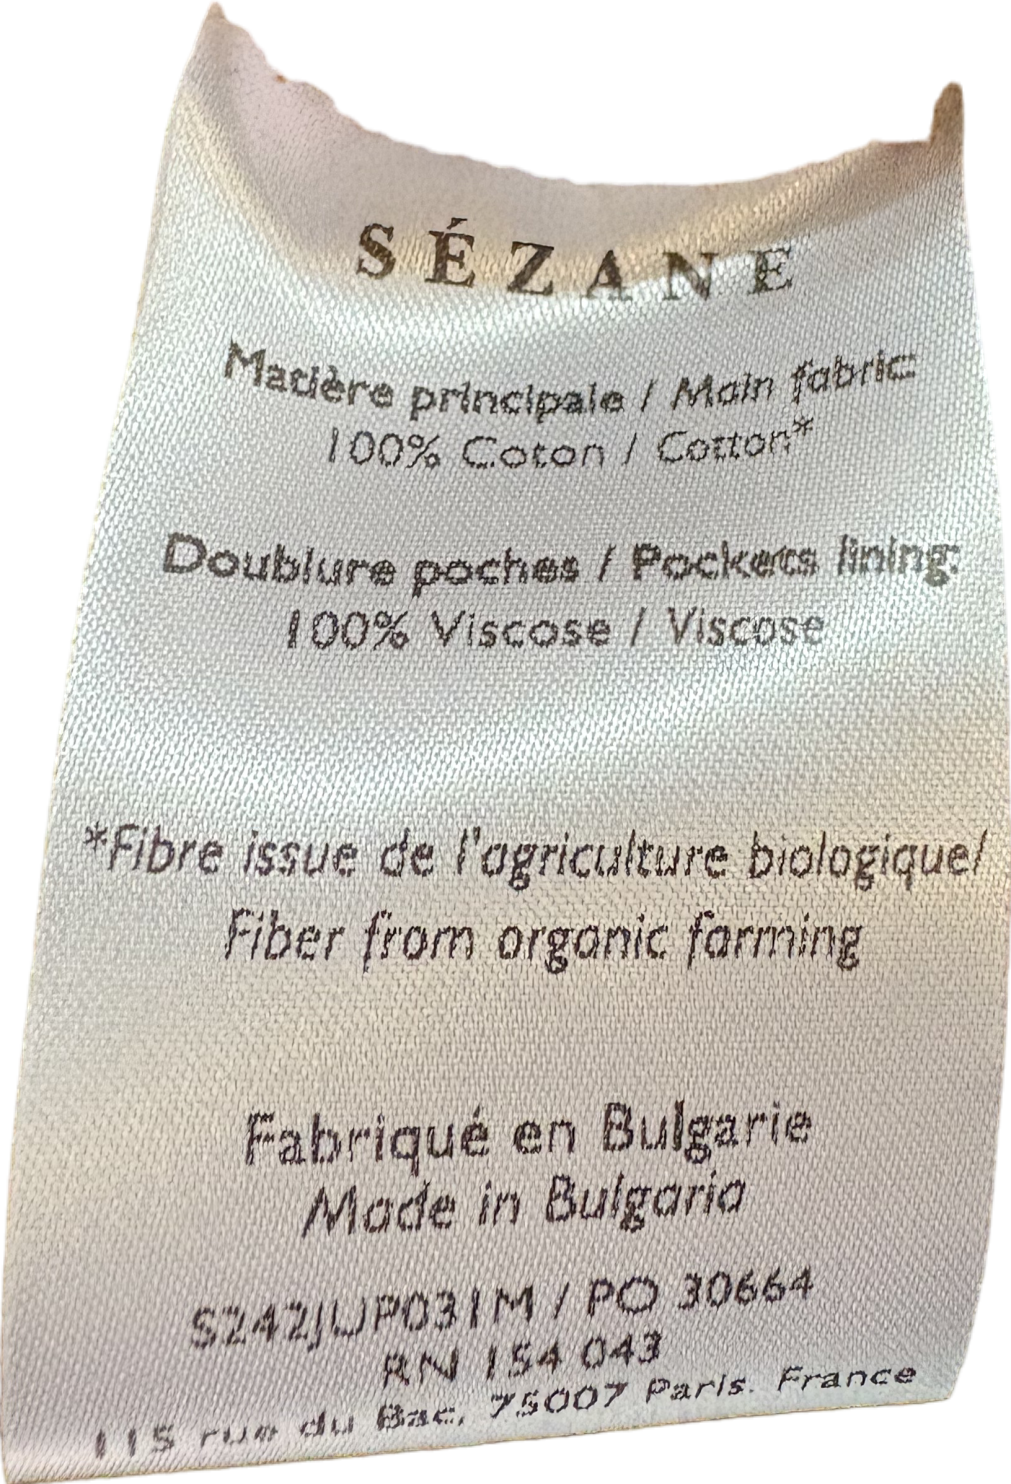 SÉZANE
Matière principale / Main fabric:
100% Coton / Cotton*
Doublure poches / Pockets lining:
100% Viscose / Viscose
*Fibre issue de l'agriculture biologique/
Fiber from organic farming
Fabriqué en Bulgarie
Made in Bulgaria
S242JUP031M / PO 30664
RN 154 043
115 rue du Bac, 75007 Paris. France